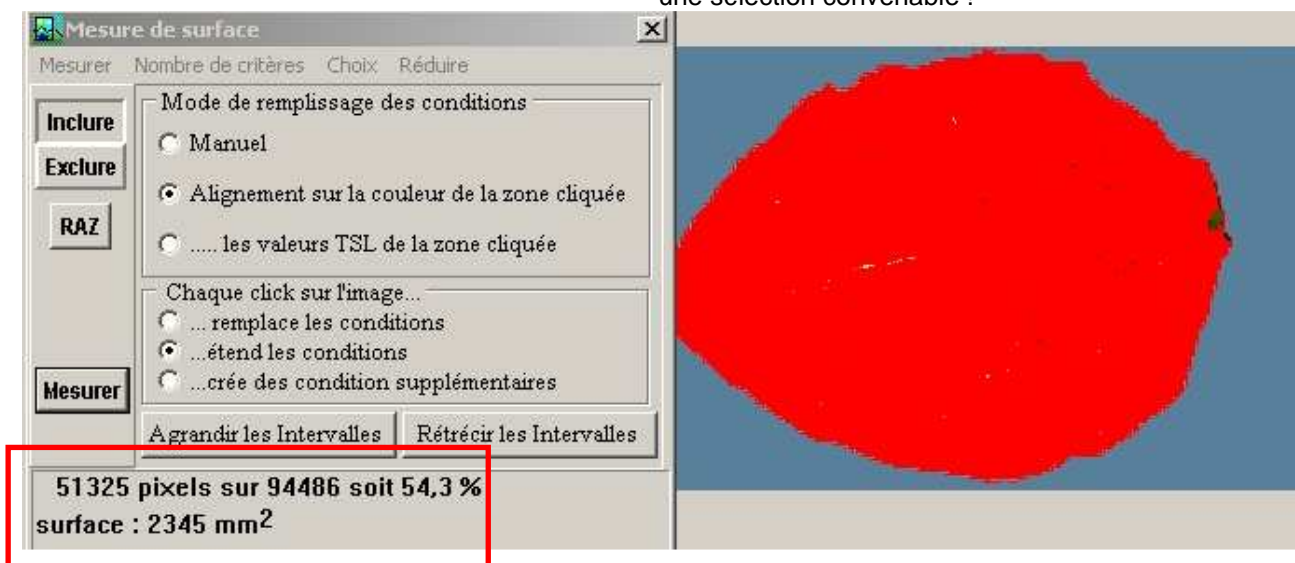 une sélection convenable :
Mesure de surface
Mesurer Nombre de critères Choix Réduire
Inclure
Exclure
RAZ
Mesurer
Mode de remplissage des conditions
Manuel
Alignement sur la couleur de la zone cliquée
..... les valeurs TSL de la zone cliquée
Chaque click sur l'image...
... remplace les conditions
...étend les conditions
...crée des condition supplémentaires
Agrandir les Intervalles Rétrécir les Intervalles
51325 pixels sur 94486 soit 54,3 %
surface : 2345 mm2